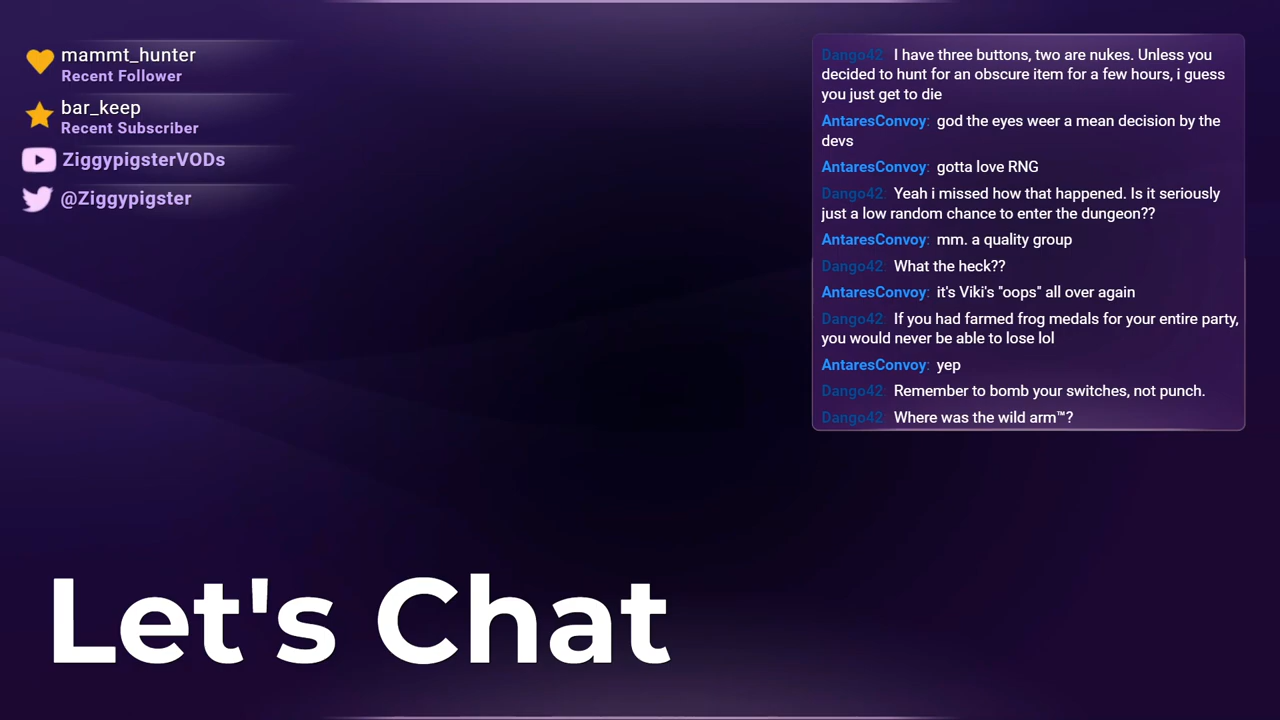 mammt_hunter
Recent Follower
bar_keep
Recent Subscriber
ZiggypigsterVODs
@Ziggypigster
Dango42: I have three buttons, two are nukes. Unless you
decided to hunt for an obscure item for a few hours, i guess
you just get to die
AntaresConvoy: god the eyes weer a mean decision by the
devs
AntaresConvoy: gotta love RNG
Dango42: Yeah i missed how that happened. Is it seriously
just a low random chance to enter the dungeon??
AntaresConvoy: mm. a quality group
Dango42: What the heck??
AntaresConvoy: it's Viki's "oops" all over again
Dango42: If you had farmed frog medals for your entire party,
you would never be able to lose lol
AntaresConvoy: yep
Dango42: Remember to bomb your switches, not punch.
Dango42: Where was the wild arm™?
Let's Chat